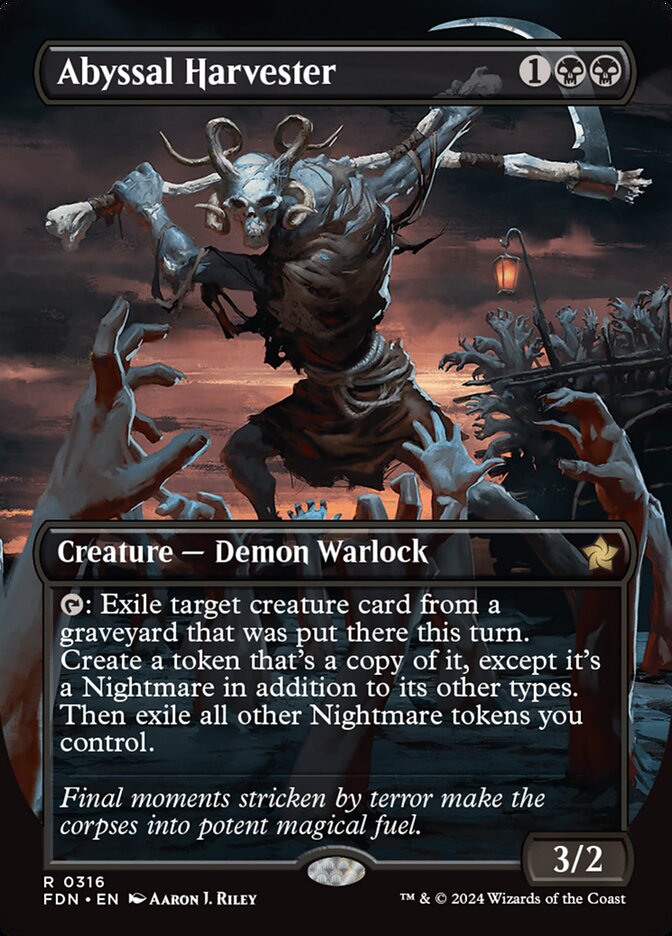 Abyssal Harvester
1
Creature — Demon Warlock
: Exile target creature card from a
graveyard that was put there this turn.
Create a token that's a copy of it, except it's
a Nightmare in addition to its other types.
Then exile all other Nightmare tokens you
control.
Final moments stricken by terror make the
corpses into potent magical fuel.
3/2
R 0316
FDN • EN Aaron J. Riley
™ & © 2024 Wizards of the Coast